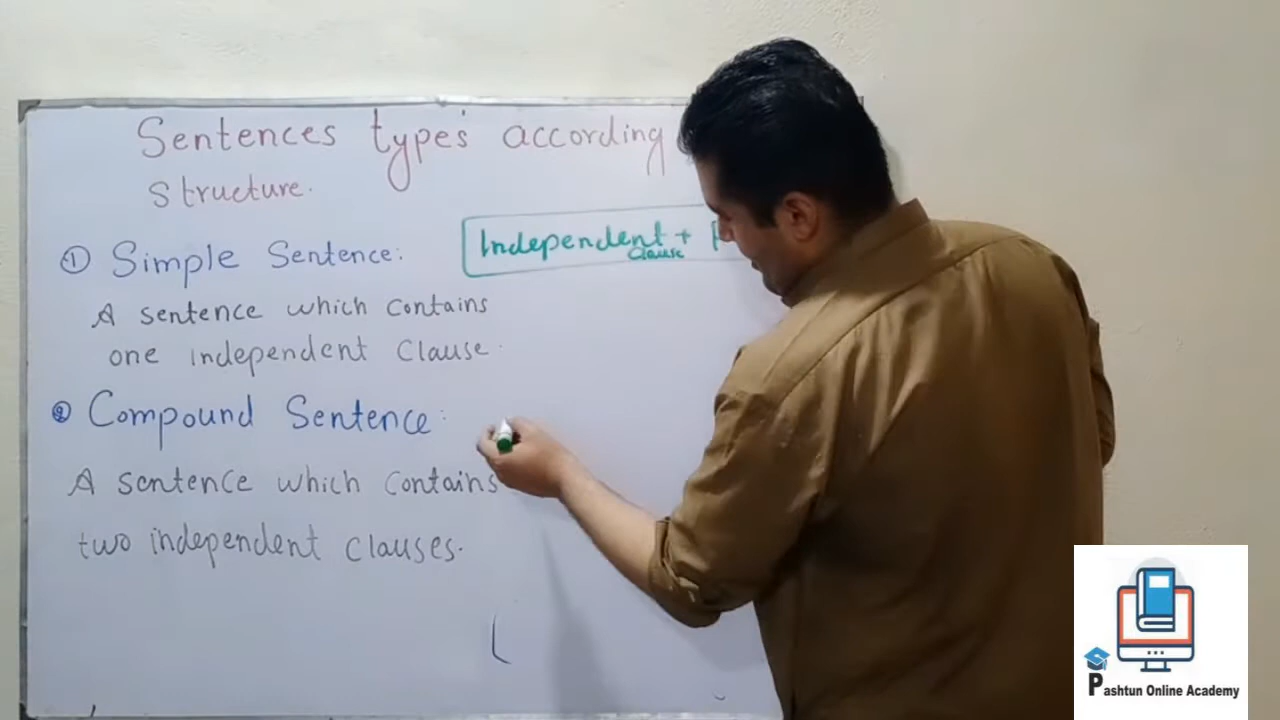 Sentences type's according
structure.
① Simple Sentence:
Independent +
Clause
A sentence which contains
one independent clause.
② Compound Sentence:
A sentence which contains
two independent clauses.
Pashtun Online Academy